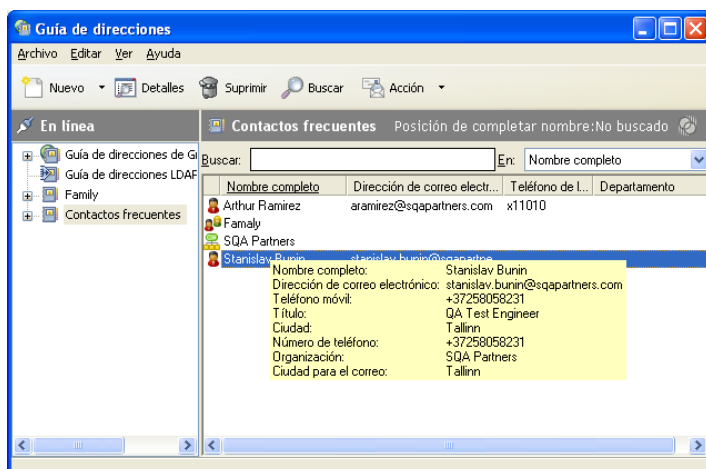 Guía de direcciones
Archivo Editar Ver Ayuda
Nuevo Detalles Suprimir Buscar Acción
En línea
Contactos frecuentes Posición de completar nombre:No buscado
Guía de direcciones de G
Guía de direcciones LDAP
Family
Contactos frecuentes
Buscar: En: Nombre completo
Nombre completo Dirección de correo electr... Teléfono de l... Departamento
Arthur Ramirez aramirez@sqapartners.com x11010
Famaly
SQA Partners
Stanislav Bunin stanislav.bunin@sqapartne
Nombre completo: Stanislav Bunin
Dirección de correo electrónico: stanislav.bunin@sqapartners.com
Teléfono móvil: +37258058231
Título: QA Test Engineer
Ciudad: Tallinn
Número de teléfono: +37258058231
Organización: SQA Partners
Ciudad para el correo: Tallinn